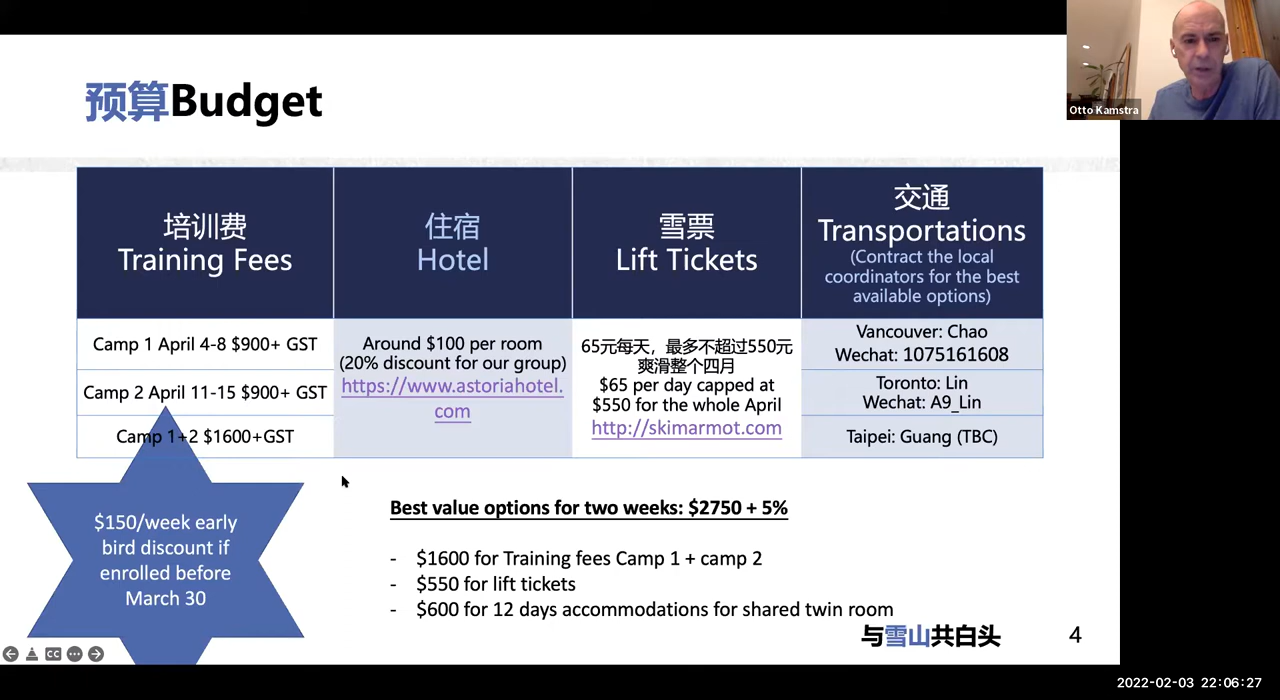 Otto Kamstra
预算Budget
培训费
Training Fees
住宿
Hotel
雪票
Lift Tickets
交通
Transportations
(Contract the local
coordinators for the best
available options)
Camp 1 April 4-8 $900+ GST
Camp 2 April 11-15 $900+ GST
Camp 1+2 $1600+GST
Around $100 per room
(20% discount for our group)
https://www.astoriahotel.
com
65元每天，最多不超过550元
爽滑整个四月
$65 per day capped at
$550 for the whole April
http://skimarmot.com
Vancouver: Chao
Wechat: 1075161608
Toronto: Lin
Wechat: A9_Lin
Taipei: Guang (TBC)
$150/week early
bird discount if
enrolled before
March 30
Best value options for two weeks: $2750 + 5%
- $1600 for Training fees Camp 1 + camp 2
- $550 for lift tickets
- $600 for 12 days accommodations for shared twin room
与雪山共白头
4
CC
2022-02-03 22:06:27